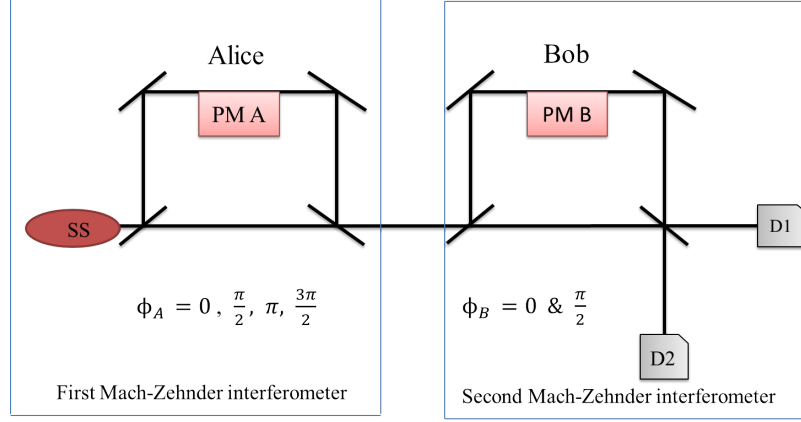 Alice
Bob
PM A
PM B
SS
D1
ϕ_A = 0 , π/2, π, 3π/2
ϕ_B = 0 & π/2
D2
First Mach-Zehnder interferometer
Second Mach-Zehnder interferometer